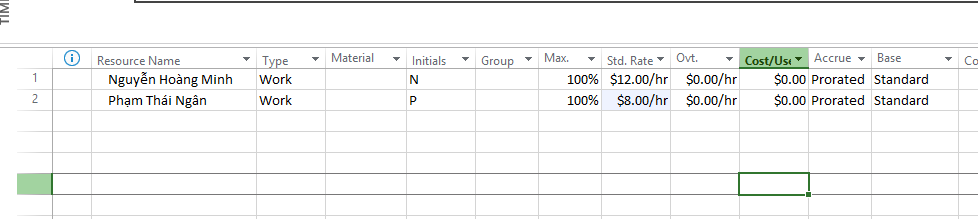 TIM
Resource Name Type Material Initials Group Max. Std. Rate Ovt. Cost/Use Accrue Base Co
1 Nguyễn Hoàng Minh Work N 100% $12.00/hr $0.00/hr $0.00 Prorated Standard
2 Phạm Thái Ngân Work P 100% $8.00/hr $0.00/hr $0.00 Prorated Standard